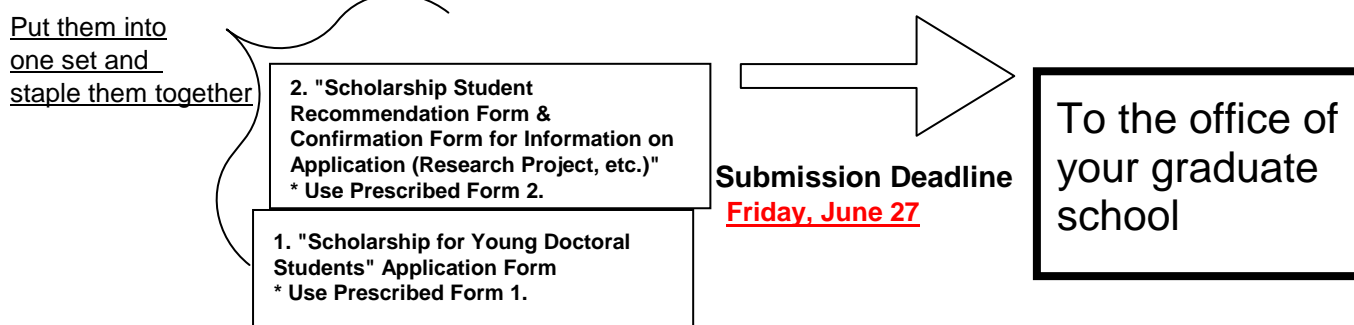 Put them into
one set and
staple them together
2. "Scholarship Student
Recommendation Form &
Confirmation Form for Information on
Application (Research Project, etc.)"
* Use Prescribed Form 2.
1. "Scholarship for Young Doctoral
Students" Application Form
* Use Prescribed Form 1.
Submission Deadline
Friday, June 27
To the office of
your graduate
school